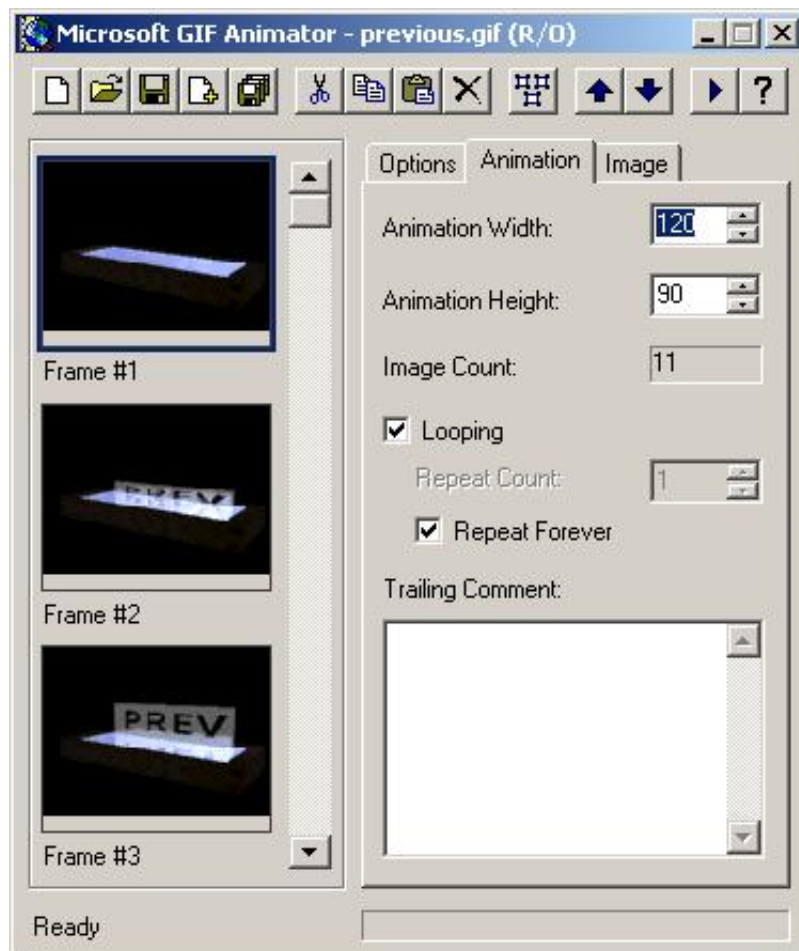 Microsoft GIF Animator - previous.gif (R/O)
?
Options Animation Image
Animation Width: 120
Animation Height: 90
Image Count: 11
Looping
Repeat Count: 1
Repeat Forever
Trailing Comment:
Frame #1
PREV
Frame #2
PREV
Frame #3
Ready